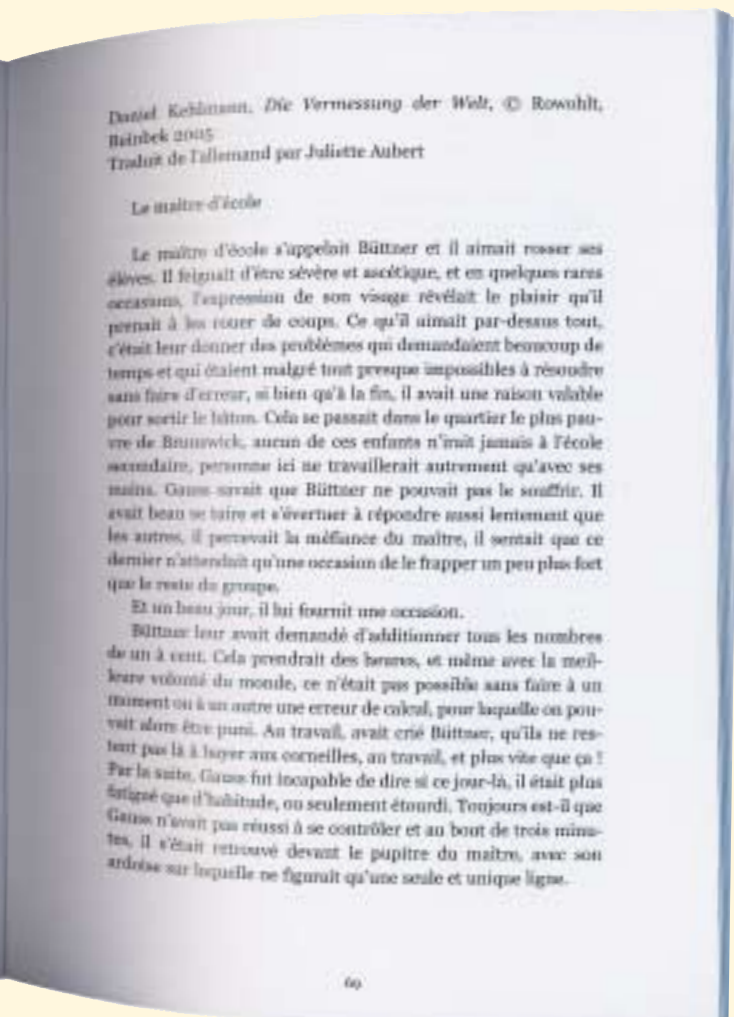 Daniel Kehlmann, Die Vermessung der Welt, © Rowohlt,
Reinbek 2005
Traduit de l'allemand par Juliette Aubert
Le maître d'école
Le maître d'école s'appelait Büttner et il aimait rosser ses
élèves. Il feignait d'être sévère et ascétique, et en quelques rares
occasions, l'expression de son visage révélait le plaisir qu'il
prenait à les rouer de coups. Ce qu'il aimait par-dessus tout,
c'était leur donner des problèmes qui demandaient beaucoup de
temps et qui étaient malgré tout presque impossibles à résoudre
sans faire d'erreur, si bien qu'à la fin, il avait une raison valable
pour sortir le bâton. Cela se passait dans le quartier le plus pau-
vre de Brunswick, aucun de ces enfants n'irait jamais à l'école
secondaire, personne ici ne travaillerait autrement qu'avec ses
mains. Gauss savait que Büttner ne pouvait pas le souffrir. Il
avait beau se taire et s'évertuer à répondre aussi lentement que
les autres, il percevait la méfiance du maître, il sentait que ce
dernier n'attendait qu'une occasion de le frapper un peu plus fort
que le reste du groupe.
Et un beau jour, il lui fournit une occasion.
Büttner leur avait demandé d'additionner tous les nombres
de un à cent. Cela prendrait des heures, et même avec la meil-
leure volonté du monde, ce n'était pas possible sans faire à un
moment ou à un autre une erreur de calcul, pour laquelle on pou-
vait alors être puni. Au travail, avait crié Büttner, qu'ils ne res-
tent pas là à bayer aux corneilles, au travail, et plus vite que ça !
Par la suite, Gauss fut incapable de dire si ce jour-là, il était plus
fatigué que d'habitude, ou seulement étourdi. Toujours est-il que
Gauss n'avait pas réussi à se contrôler et au bout de trois minu-
tes, il s'était retrouvé devant le pupitre du maître, avec son
ardoise sur laquelle ne figurait qu'une seule et unique ligne.
69